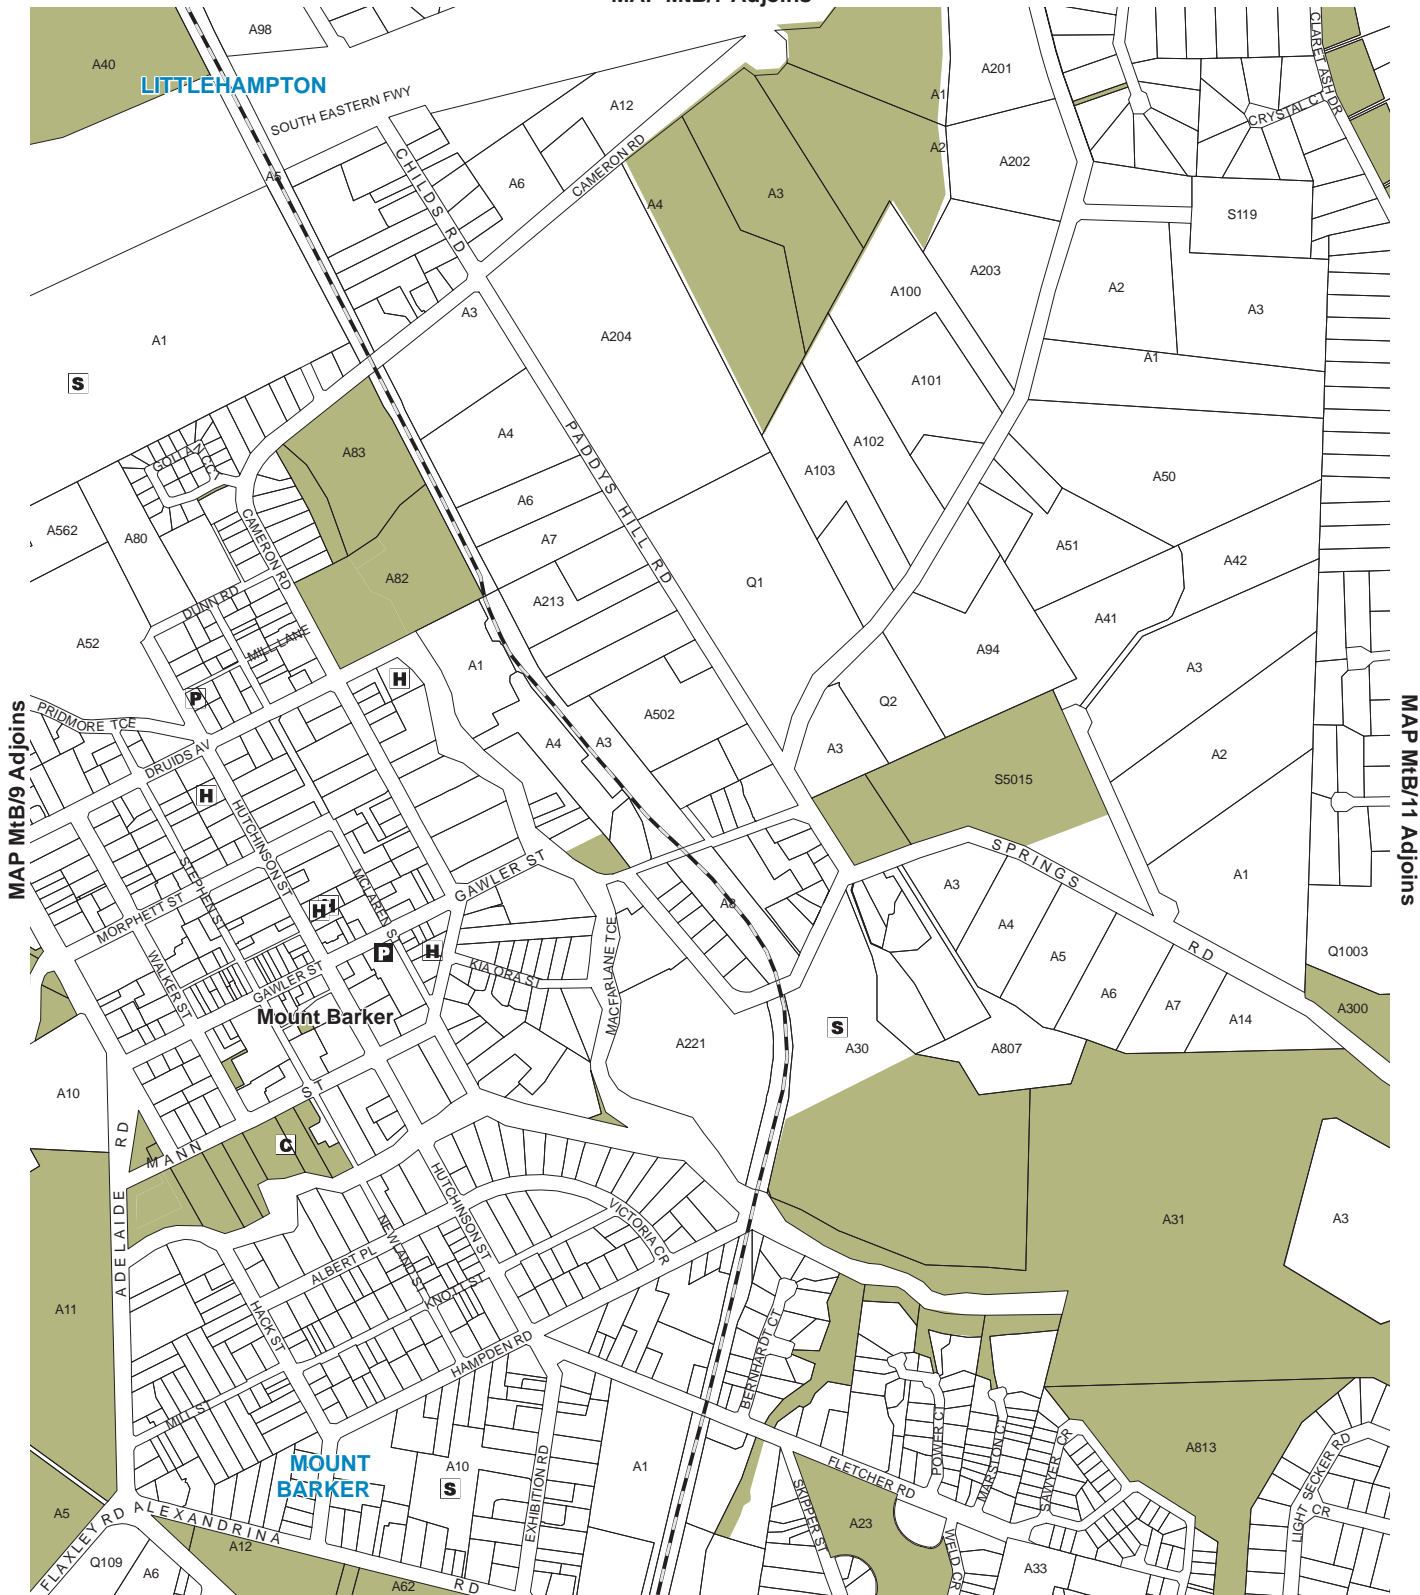 MAP MtB/7 Adjoins
A98
A40
LITTLEHAMPTON
A201
CLARET ASH DR
SOUTH EASTERN FWY
A12
A1
CRYSTAL CT
CHILDS RD
CAMERON RD
A2
A202
A5
A6
A3
A4
S119
A203
A100
A2
A3
A3
A204
A1
A1
S
A101
PADDYS HILL RD
A4
A102
A83
GOLLAN CCT
A103
A50
A562
A80
A6
CAMERON RD
A7
A51
A42
A82
Q1
DUNN RD
A213
A41
A52
MILL LANE
A94
A1
A3
H
P
Q2
MAP MtB/9 Adjoins
MAP MtB/11 Adjoins
PRIDMORE TCE
A502
DRUIDS AV
A4
A3
A3
A2
S5015
H
HUTCHINSON ST
SPRINGS RD
STEPHEN ST
MCLAREN ST
GAWLER ST
A3
A1
H
H
A8
MORPHETT ST
A4
WALKER ST
P
H
MACFARLANE TCE
A5
Q1003
KIA ORA ST
GAWLER ST
A6
A7
A300
Mount Barker
S
A14
A221
A30
A807
A10
MANN ST
C
ADELAIDE RD
HUTCHINSON ST
VICTORIA CR
A31
A3
NEWLAND ST
ALBERT PL
KNOTT ST
A11
HACK ST
HAMPDEN RD
BERNHARDT CT
MILL ST
POWER CT
MARSTON CT
SAWYER CR
A813
LIGHT SECKER RD
MOUNT
BARKER
A10
S
A1
FLETCHER RD
EXHIBITION RD
SKIPPER ST
CR
A5
FLAXLEY RD
ALEXANDRINA RD
A12
A23
WELD CR
Q109
A6
A62
A33